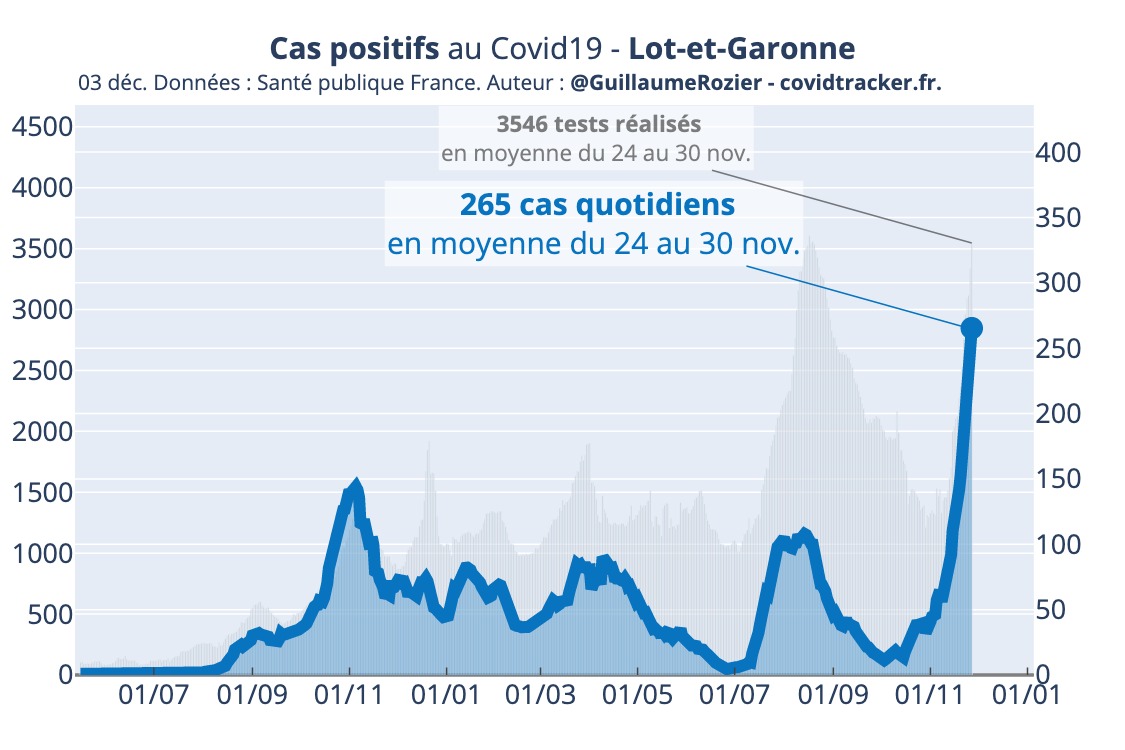 Cas positifs au Covid19 - Lot-et-Garonne
03 déc. Données : Santé publique France. Auteur : @GuillaumeRozier - covidtracker.fr.
3546 tests réalisés
en moyenne du 24 au 30 nov.
265 cas quotidiens
en moyenne du 24 au 30 nov.
4500
4000
3500
3000
2500
2000
1500
1000
500
0
400
350
300
250
200
150
100
50
0
01/07 01/09 01/11 01/01 01/03 01/05 01/07 01/09 01/11 01/01